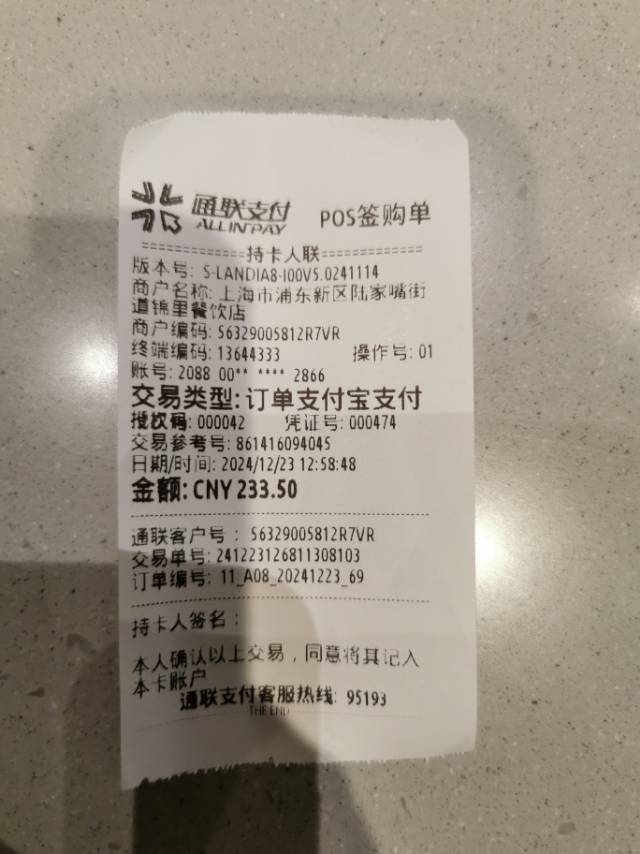 通联支付
ALLINPAY
POS签购单
============持卡人联============
版本号: S-LANDIA8-I00V5.0241114
商户名称: 上海市浦东新区陆家嘴街
道锦里餐饮店
商户编码: 56329005812R7VR
终端编码: 13644333 操作号: 01
账号: 2088 00** **** 2866
交易类型: 订单支付宝支付
授权码: 000042 凭证号: 000474
交易参考号: 861416094045
日期/时间: 2024/12/23 12:58:48
金额: CNY 233.50
通联客户号 : 56329005812R7VR
交易单号: 241223126811308103
订单编号: 11_A08_20241223_69
持卡人签名 :
本人确认以上交易 , 同意将其记入
本卡账户
通联支付客服热线: 95193
THE END